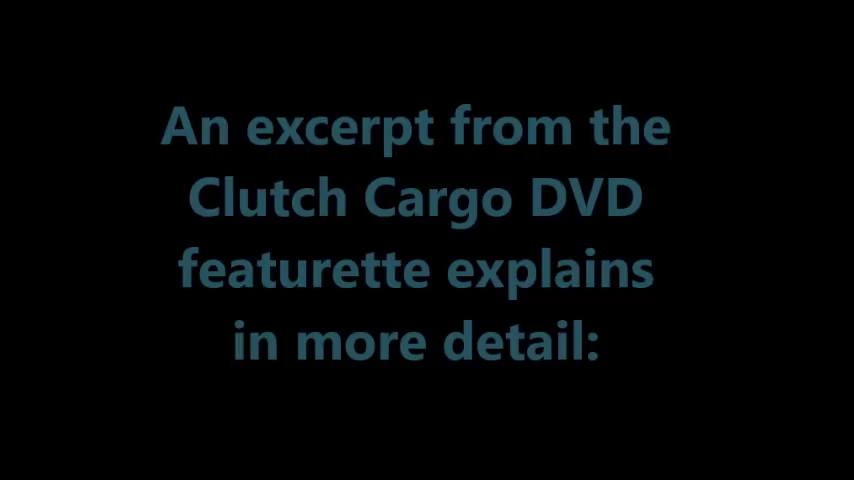 An excerpt from the
Clutch Cargo DVD
featurette explains
in more detail: